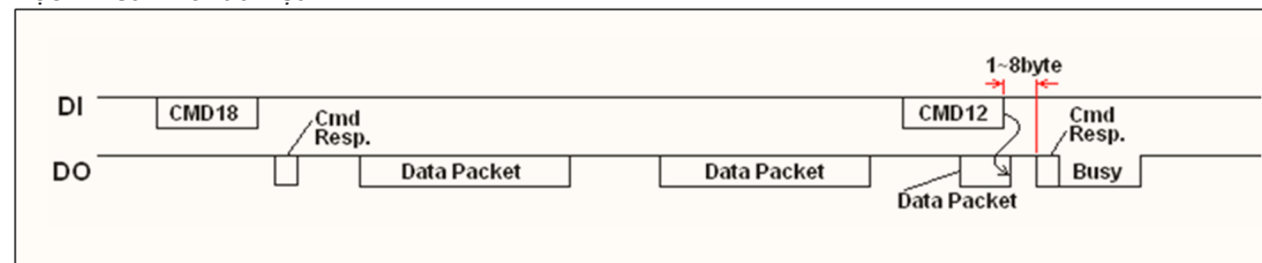 1~8byte
DI
CMD18
CMD12
Cmd
Resp.
Cmd
Resp.
DO
Data Packet
Data Packet
Busy
Data Packet